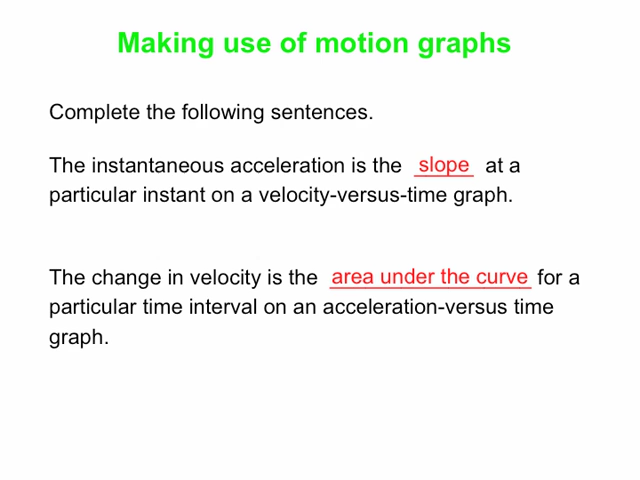 Making use of motion graphs
Complete the following sentences.
The instantaneous acceleration is the slope at a
particular instant on a velocity-versus-time graph.
The change in velocity is the area under the curve for a
particular time interval on an acceleration-versus time
graph.